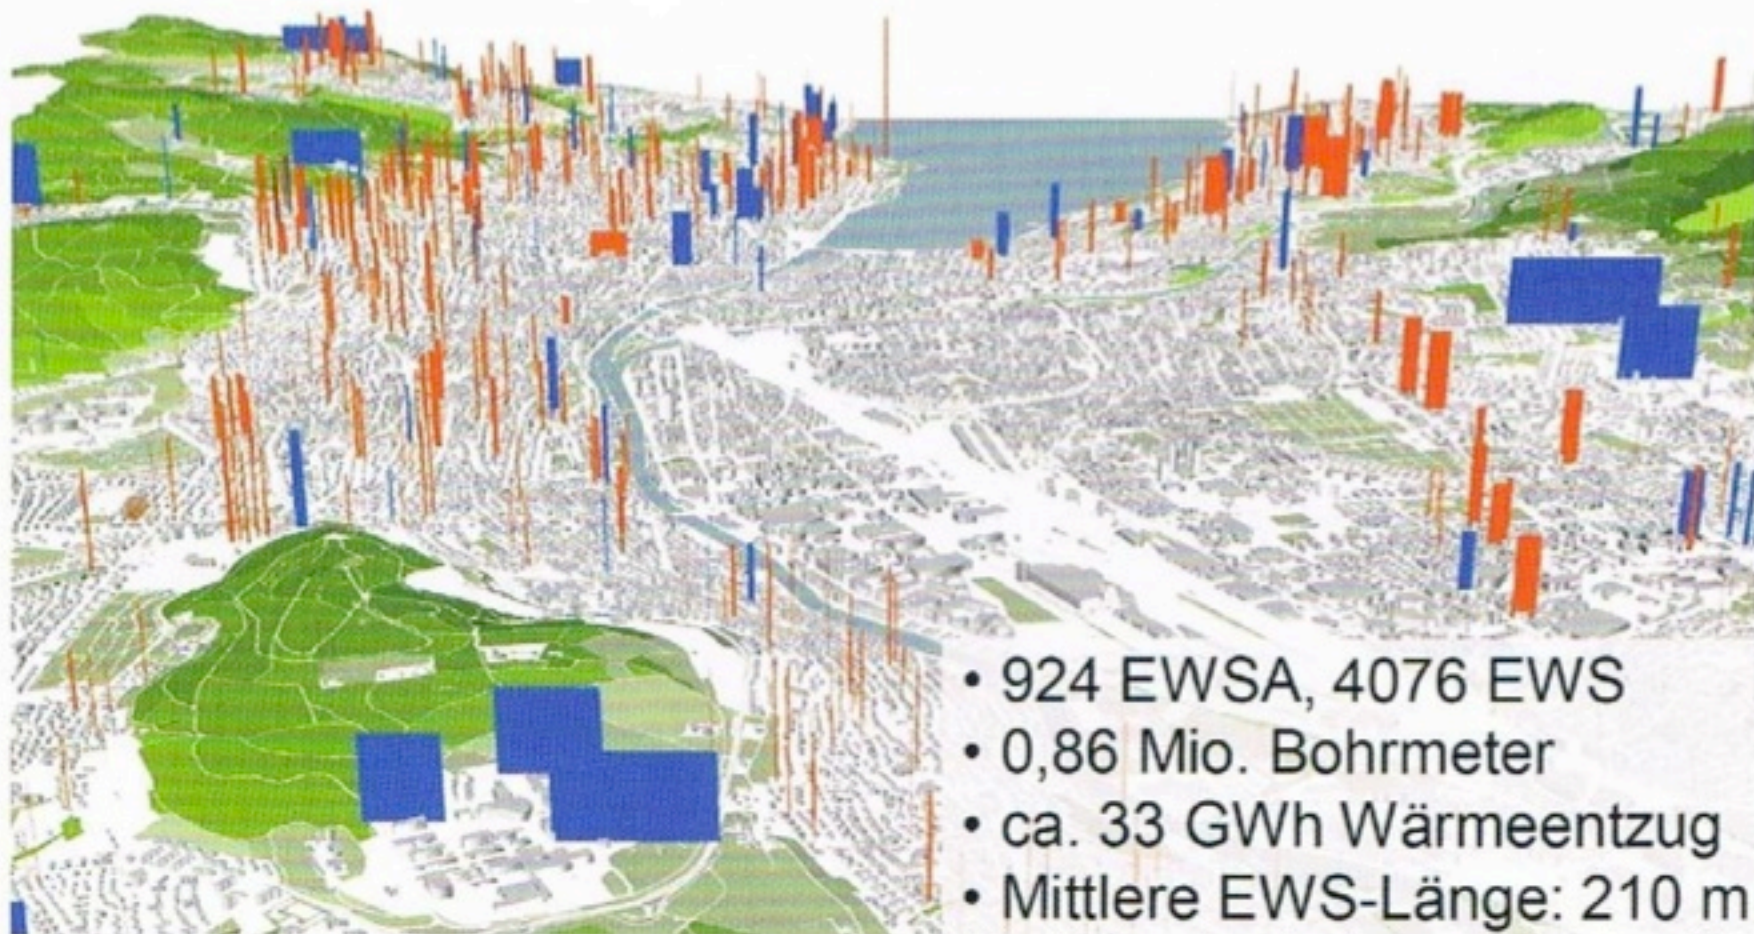 • 924 EWSA, 4076 EWS
• 0,86 Mio. Bohrmeter
• ca. 33 GWh Wärmeentzug
• Mittlere EWS-Länge: 210 m